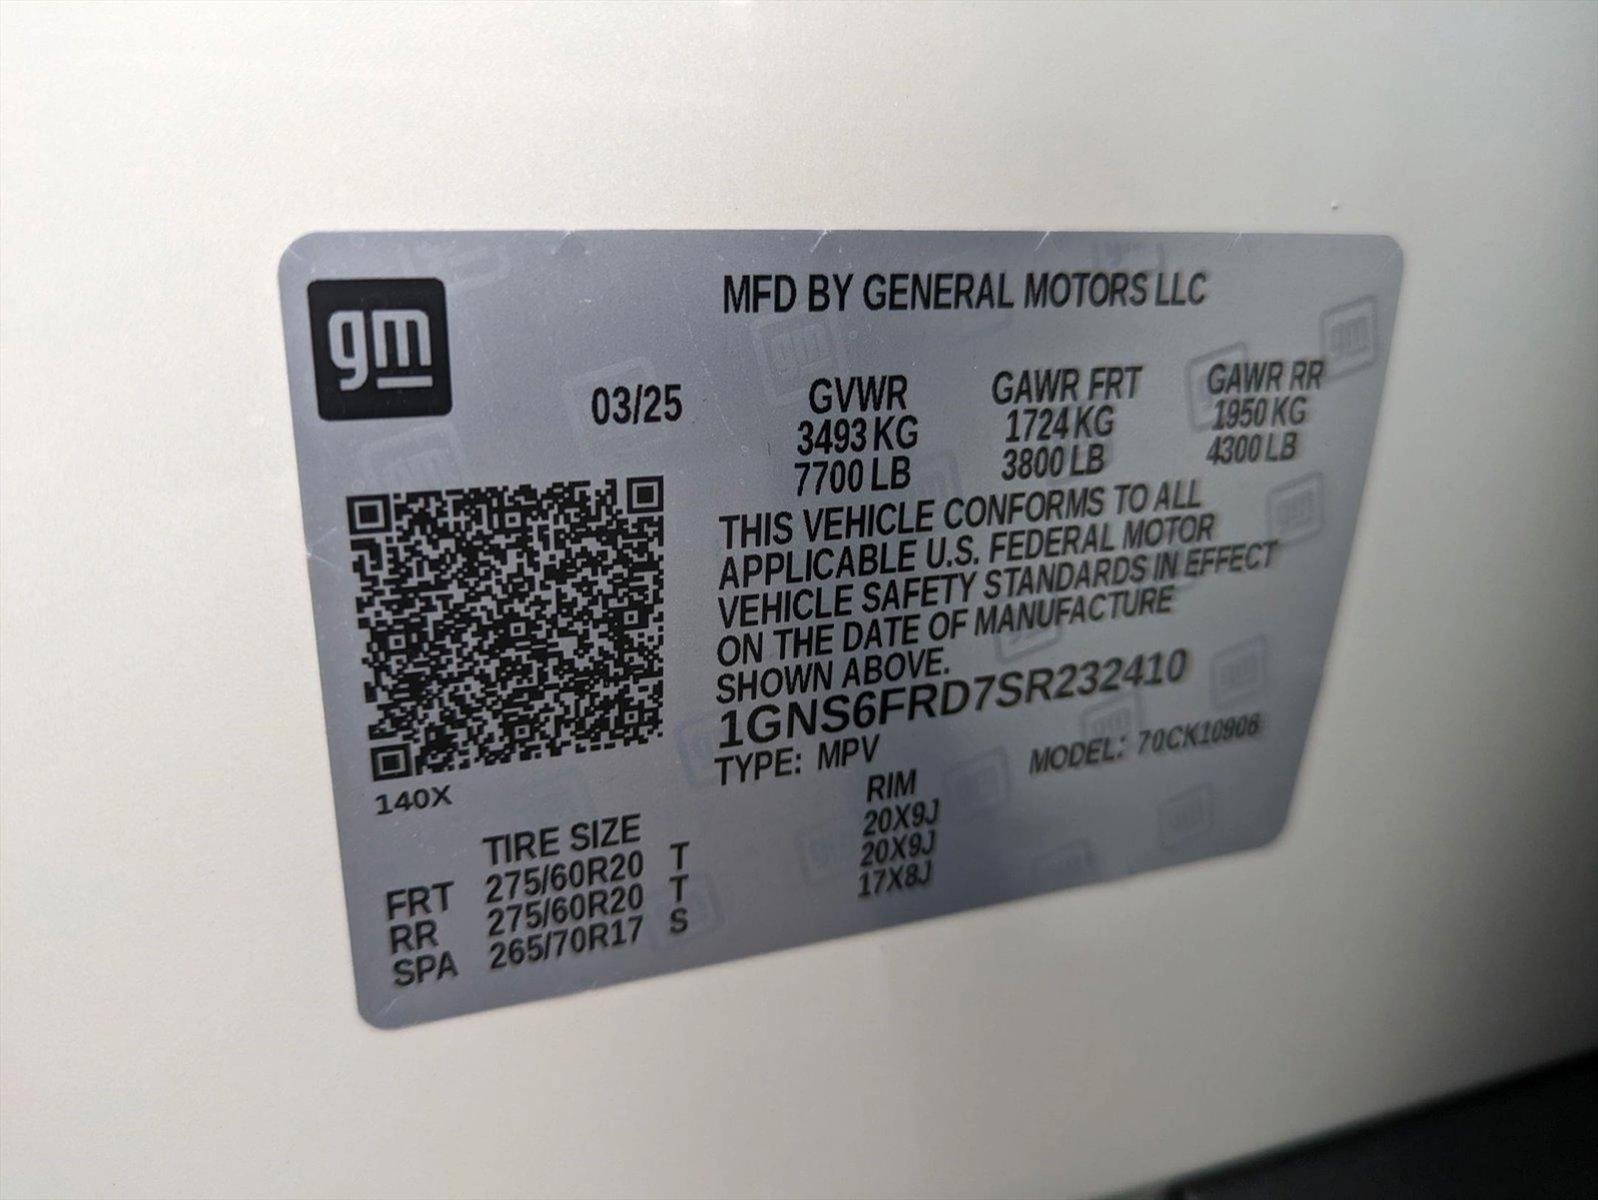 gm
MFD BY GENERAL MOTORS LLC
03/25
GVWR GAWR FRT GAWR RR
3493 KG 1724 KG 1950 KG
7700 LB 3800 LB 4300 LB
THIS VEHICLE CONFORMS TO ALL
APPLICABLE U.S. FEDERAL MOTOR
VEHICLE SAFETY STANDARDS IN EFFECT
ON THE DATE OF MANUFACTURE
SHOWN ABOVE.
1GNS6FRD7SR232410
TYPE: MPV MODEL: 70CK10906
140X
TIRE SIZE RIM
FRT 275/60R20 T 20X9J
RR 275/60R20 T 20X9J
SPA 265/70R17 S 17X8J